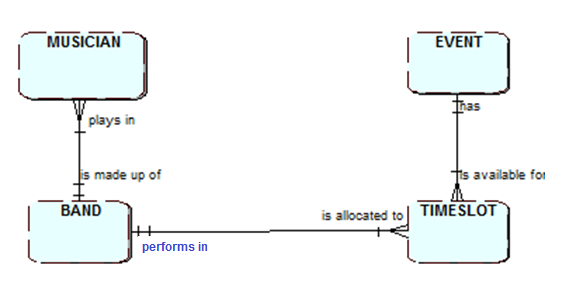 MUSICIAN
EVENT
has
plays in
is made up of
Is available for
BAND
is allocated to
TIMESLOT
performs in